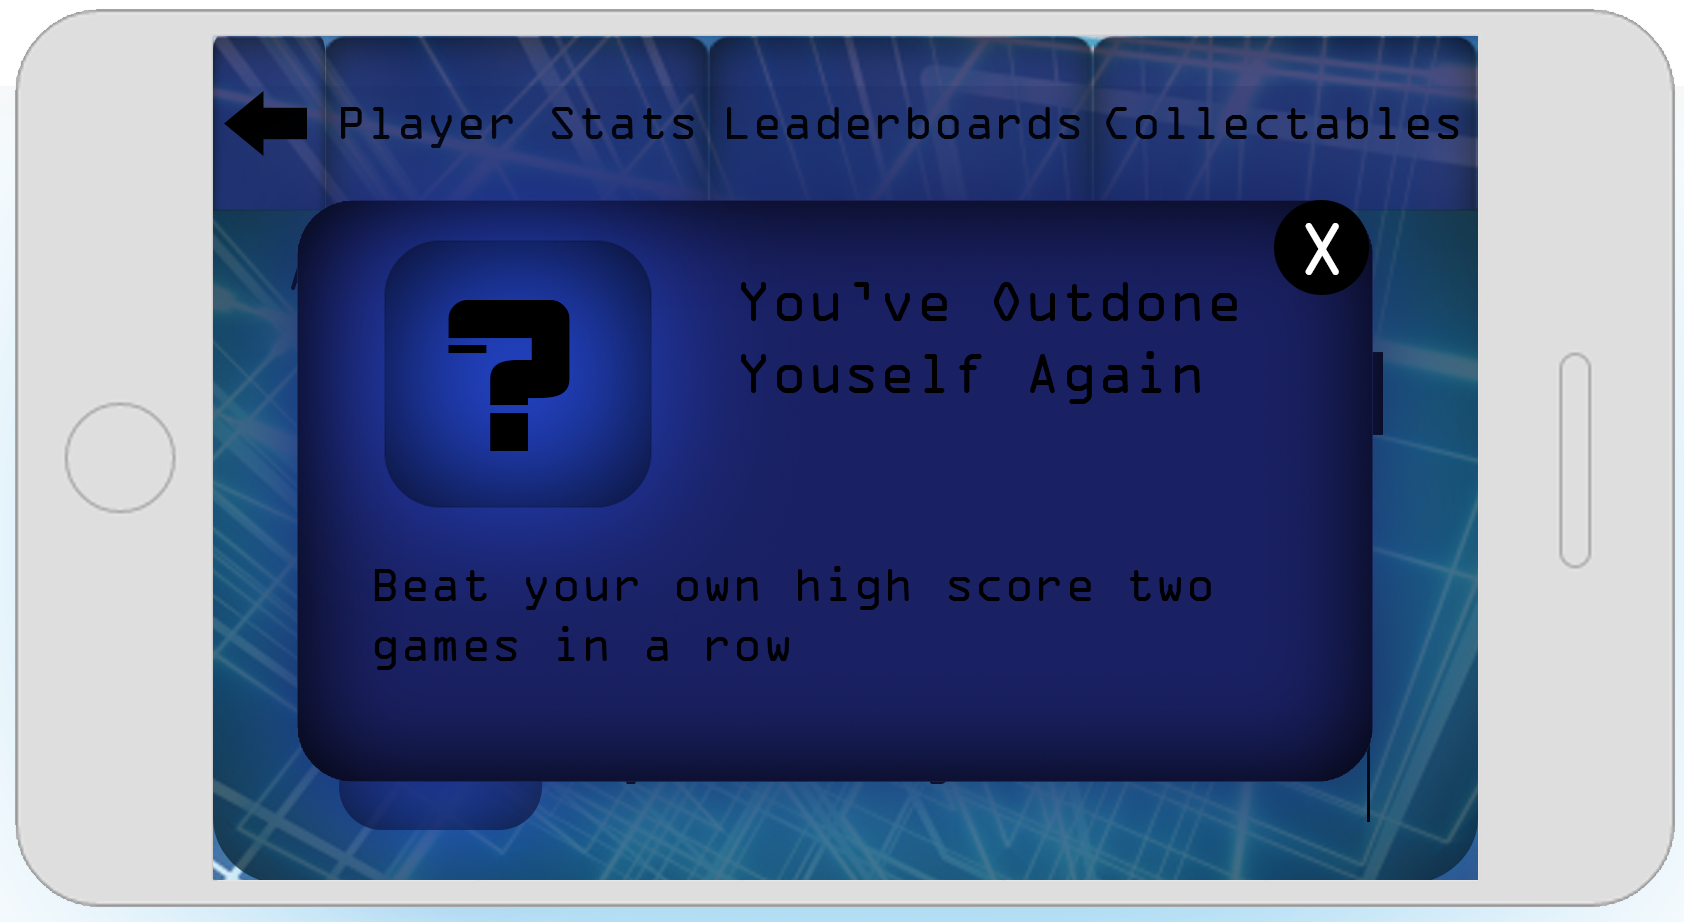 Player Stats
Leaderboards
Collectables
X
?
You've Outdone
Youself Again
Beat your own high score two
games in a row